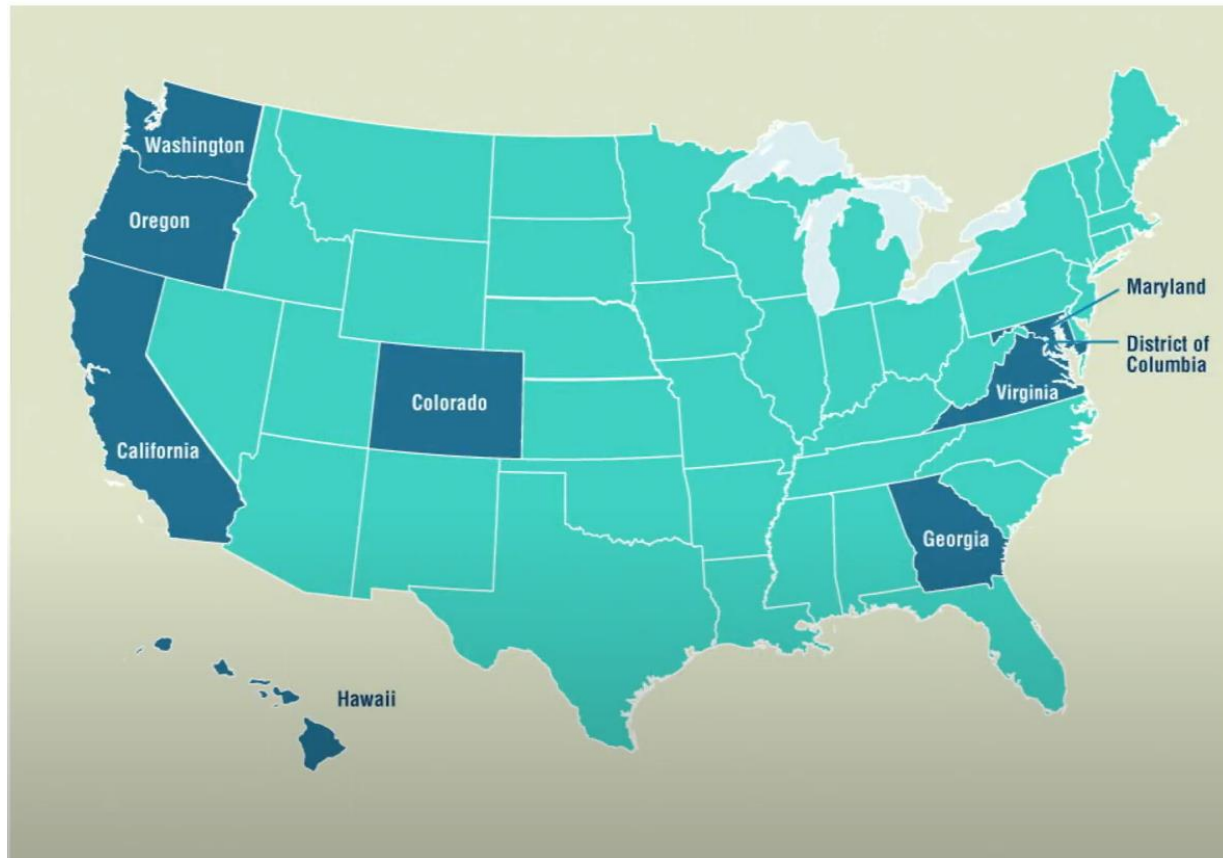 Washington
Oregon
Maryland
District of
Columbia
Virginia
Colorado
California
Georgia
Hawaii